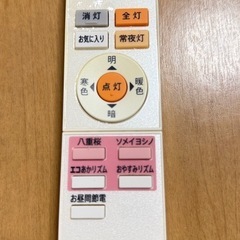 消灯 全灯
お気に入り 常夜灯
明
寒色 点灯 暖色
暗
八重桜 ソメイヨシノ
エコあかリズム おやすみリズム
お昼間節電